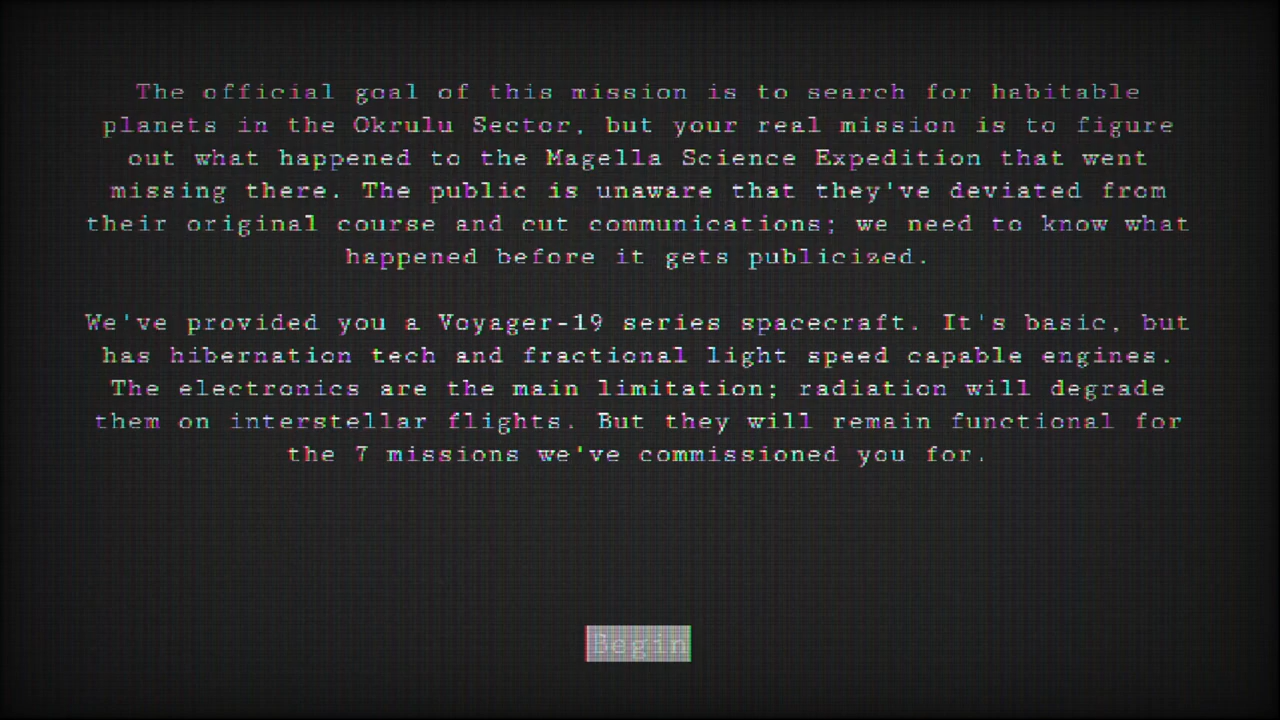 The official goal of this mission is to search for habitable
planets in the Okrulu Sector, but your real mission is to figure
out what happened to the Magella Science Expedition that went
missing there. The public is unaware that they've deviated from
their original course and cut communications; we need to know what
happened before it gets publicized.
We've provided you a Voyager-19 series spacecraft. It's basic, but
has hibernation tech and fractional light speed capable engines.
The electronics are the main limitation; radiation will degrade
them on interstellar flights. But they will remain functional for
the 7 missions we've commissioned you for.
Begin